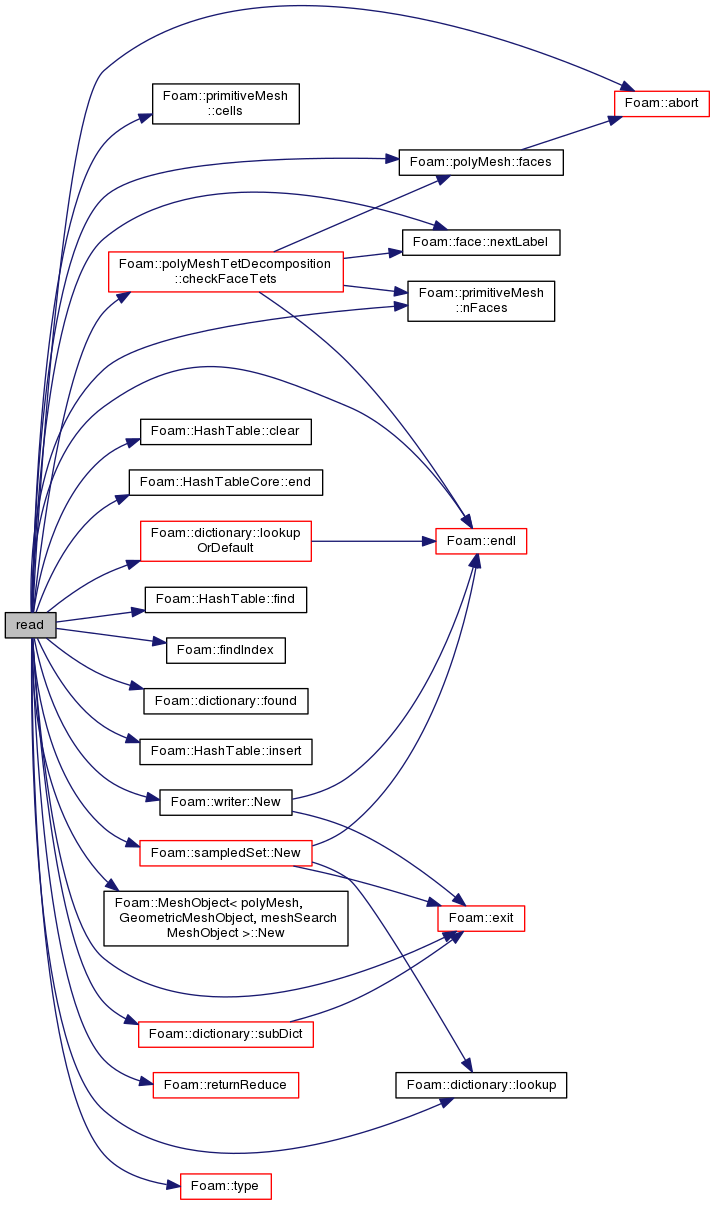 Foam::abort
Foam::primitiveMesh
::cells
Foam::polyMesh::faces
Foam::face::nextLabel
Foam::polyMeshTetDecomposition
::checkFaceTets
Foam::primitiveMesh
::nFaces
Foam::HashTable::clear
Foam::HashTableCore::end
Foam::dictionary::lookup
OrDefault
Foam::endl
Foam::HashTable::find
read
Foam::findIndex
Foam::dictionary::found
Foam::HashTable::insert
Foam::writer::New
Foam::sampledSet::New
Foam::MeshObject< polyMesh,
GeometricMeshObject, meshSearch
MeshObject >::New
Foam::exit
Foam::dictionary::subDict
Foam::returnReduce
Foam::dictionary::lookup
Foam::type